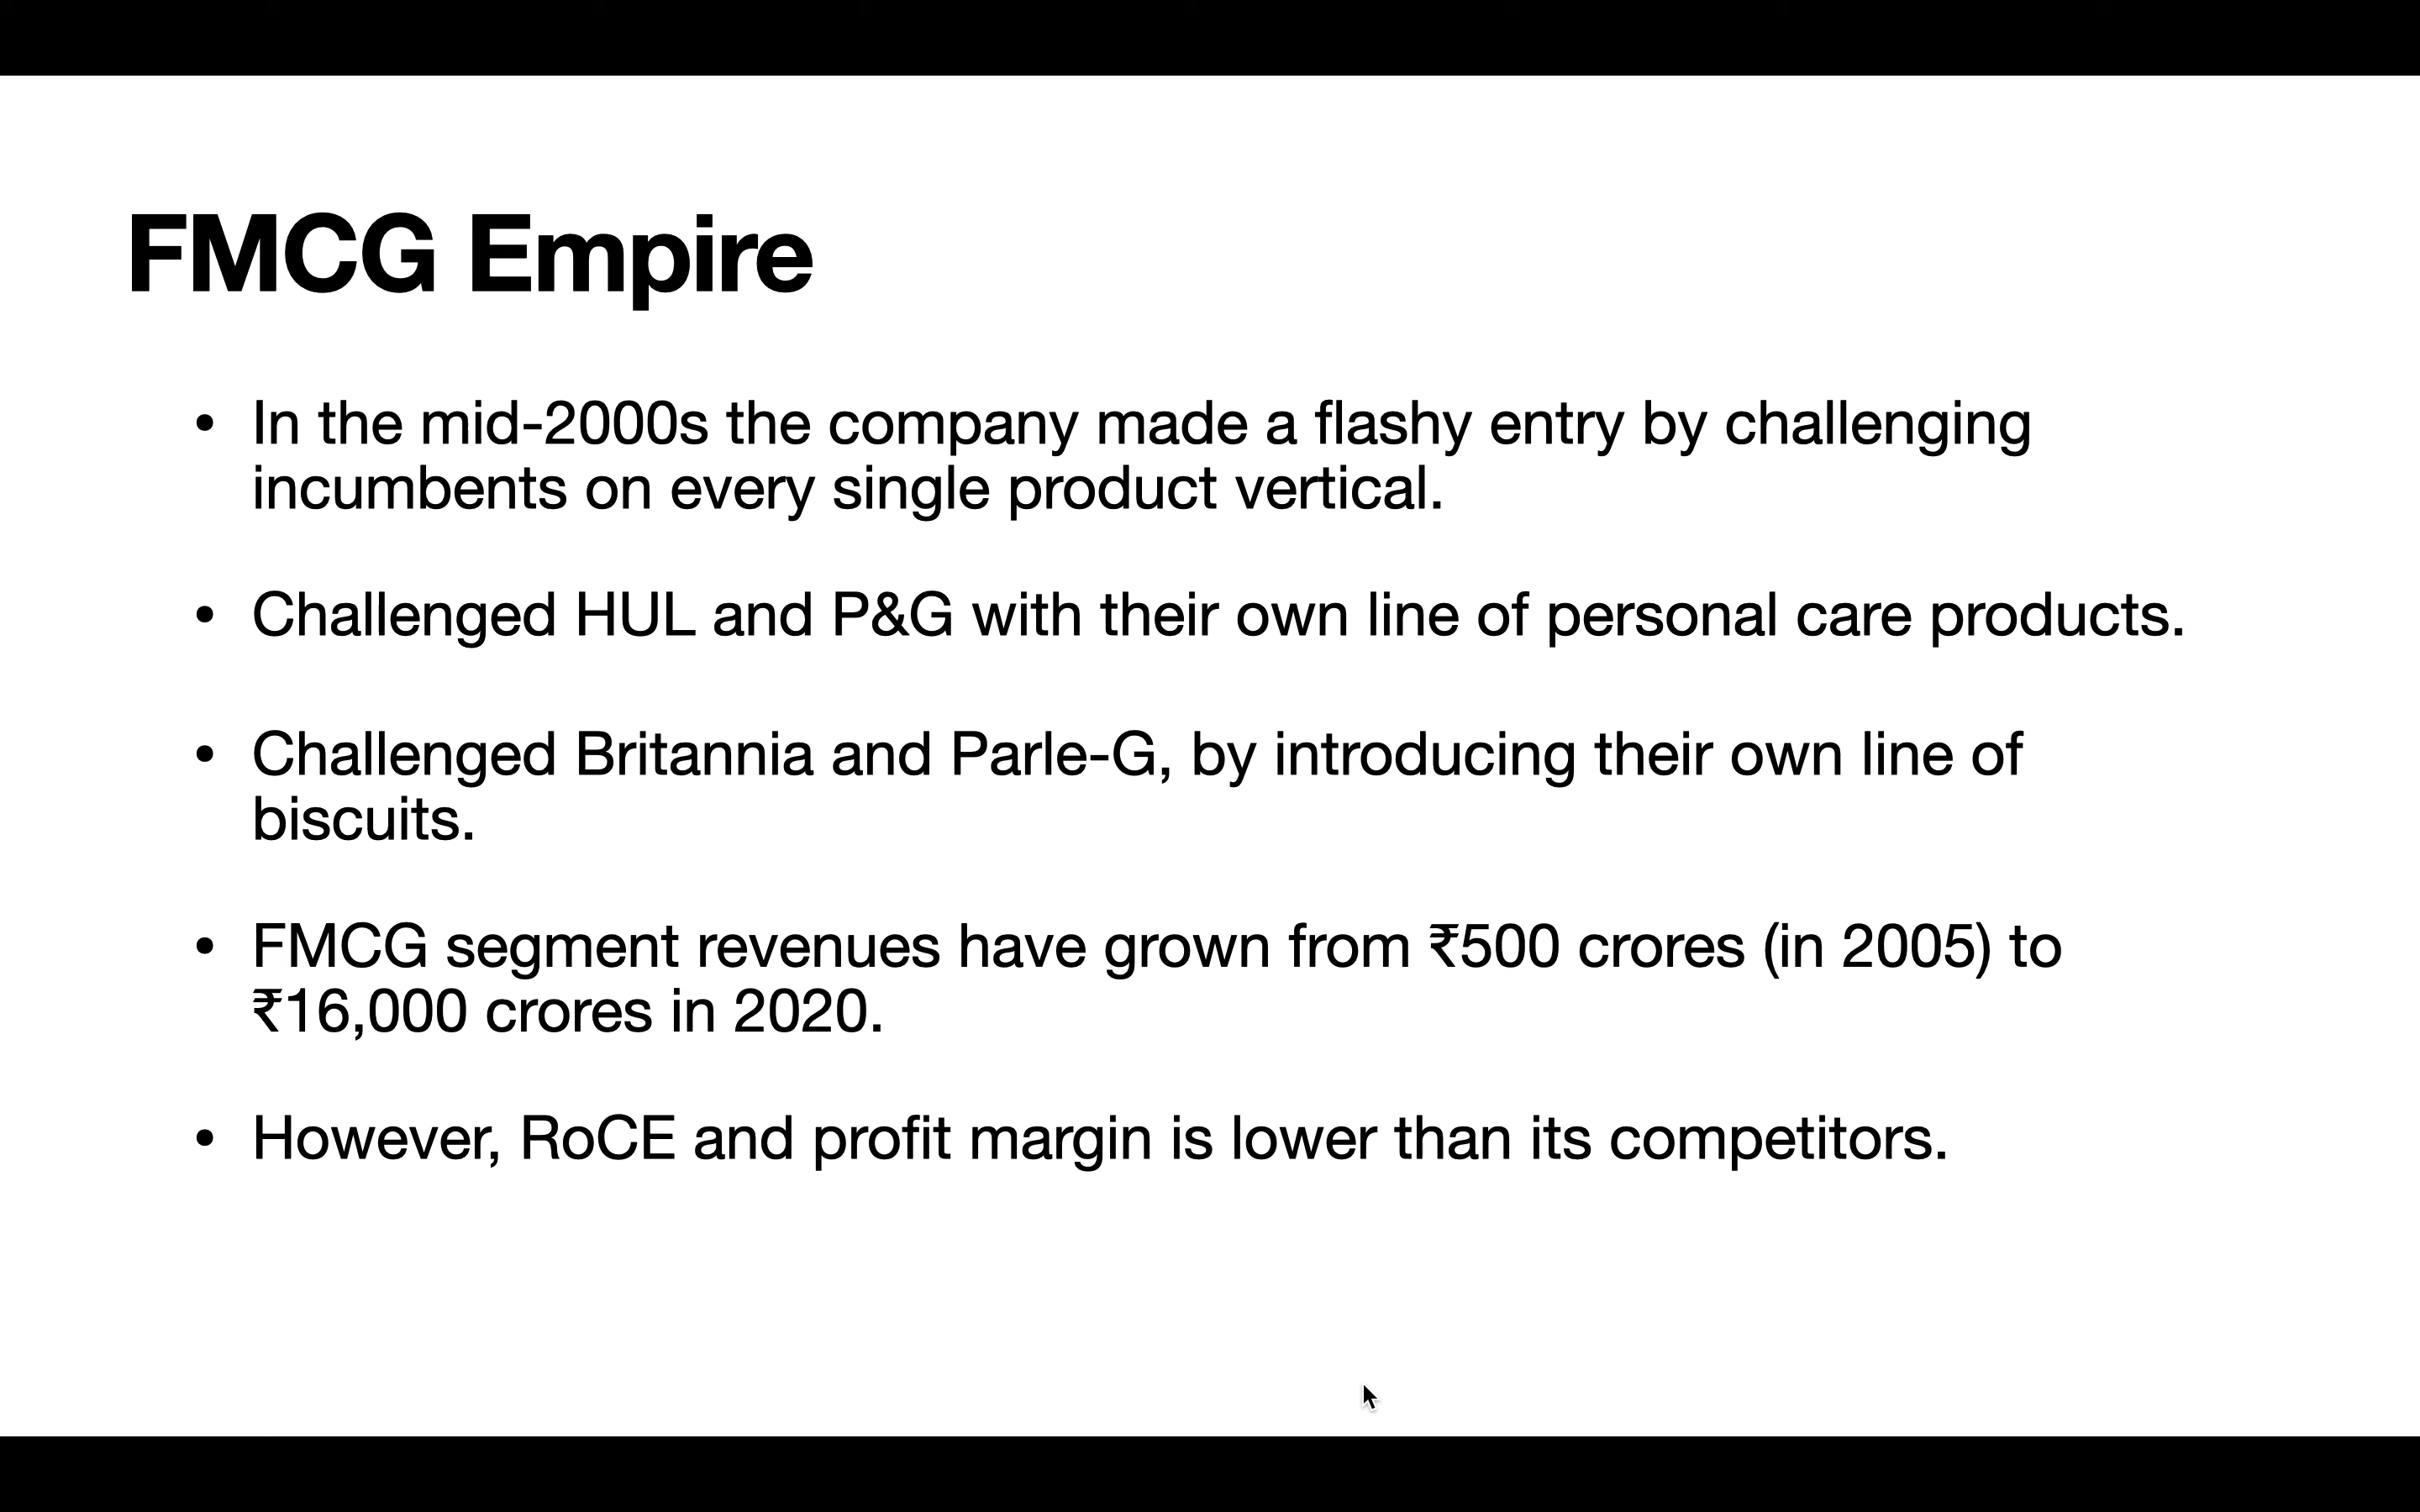 FMCG Empire
• In the mid-2000s the company made a flashy entry by challenging
incumbents on every single product vertical.
• Challenged HUL and P&G with their own line of personal care products.
• Challenged Britannia and Parle-G, by introducing their own line of
biscuits.
• FMCG segment revenues have grown from ₹500 crores (in 2005) to
₹16,000 crores in 2020.
• However, RoCE and profit margin is lower than its competitors.